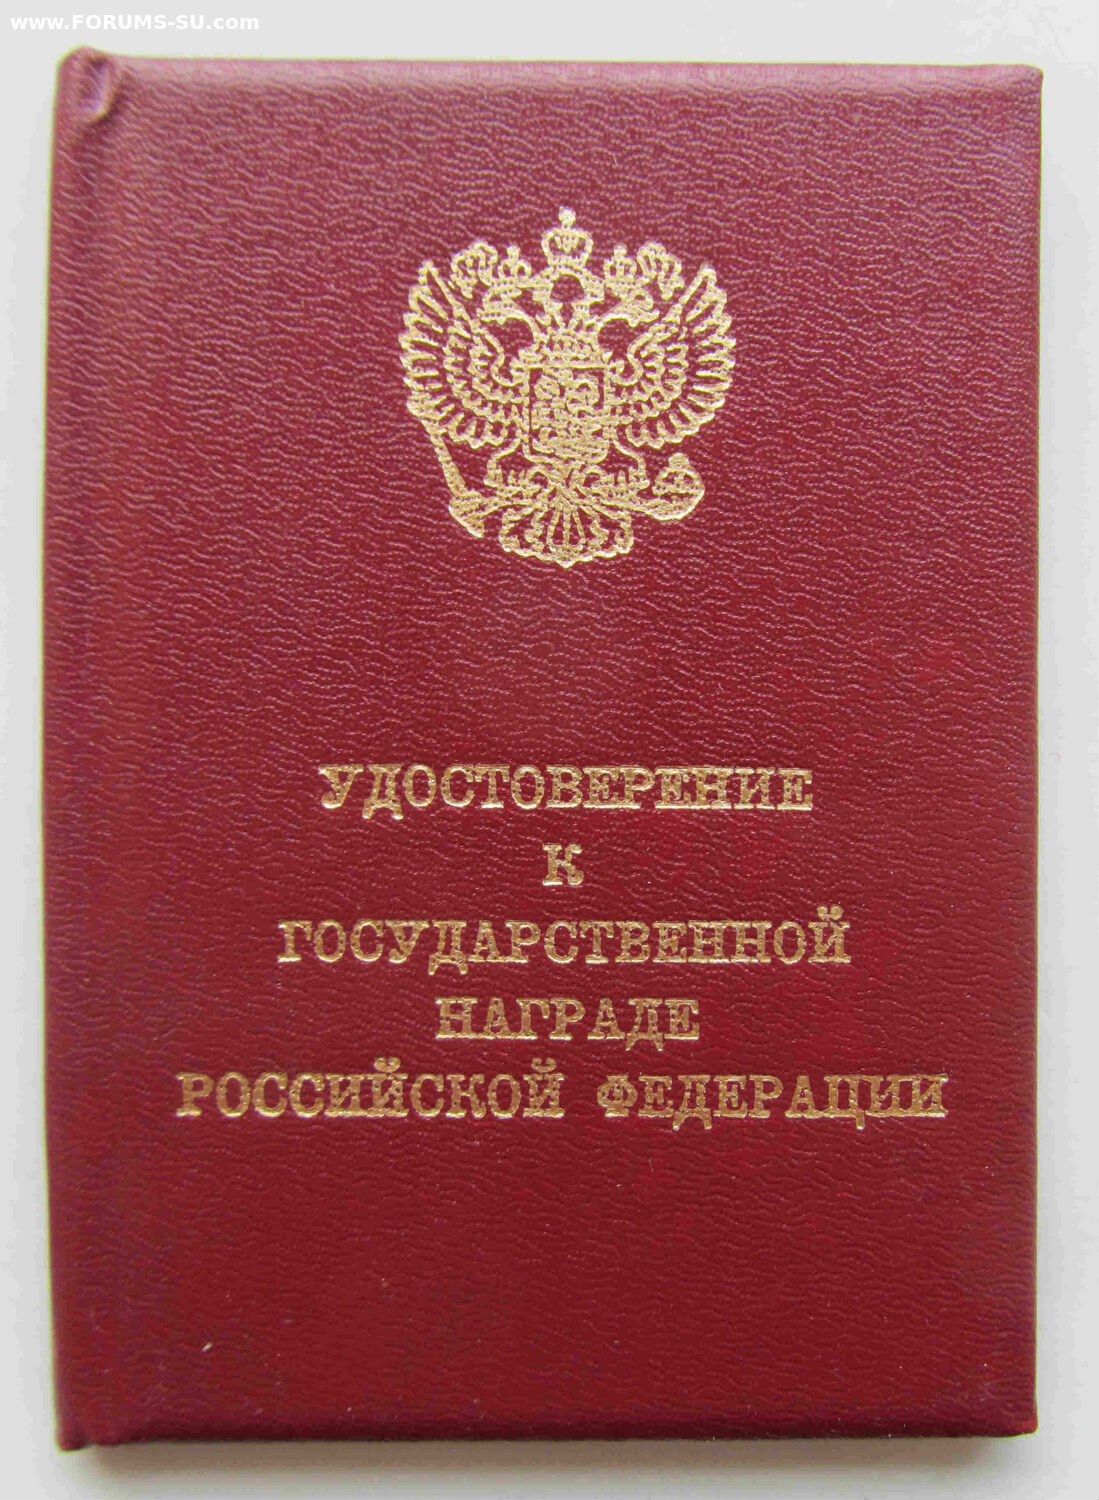 www.FORUMS-SU.com
УДОСТОВЕРЕНИЕ
К
ГОСУДАРСТВЕННОЙ
НАГРАДЕ
РОССИЙСКОЙ ФЕДЕРАЦИИ